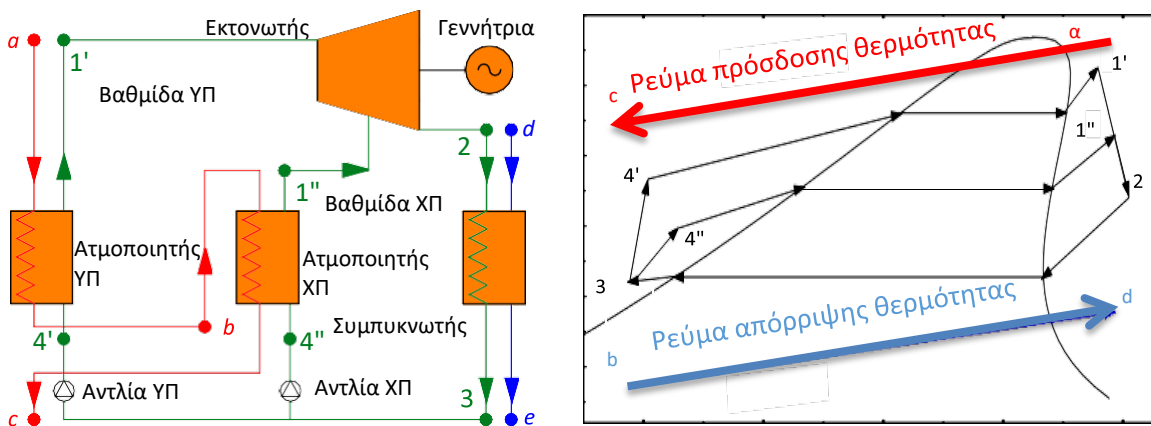 a
1'
Εκτονωτής
Γεννήτρια
Βαθμίδα ΥΠ
2
d
1"
Βαθμίδα ΧΠ
Ατμοποιητής
ΥΠ
Ατμοποιητής
ΧΠ
Συμπυκνωτής
b
4'
4"
Αντλία ΥΠ
Αντλία ΧΠ
3
c
e
α
Ρεύμα πρόσδοσης θερμότητας
c
1'
1"
4'
2
4"
3
Ρεύμα απόρριψης θερμότητας
d
b